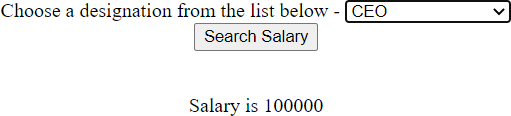 Choose a designation from the list below - CEO
Search Salary
Salary is 100000